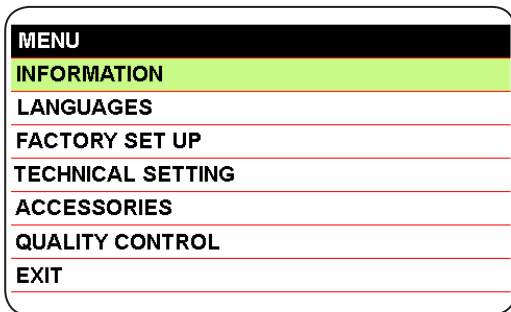 MENU
INFORMATION
LANGUAGES
FACTORY SET UP
TECHNICAL SETTING
ACCESSORIES
QUALITY CONTROL
EXIT